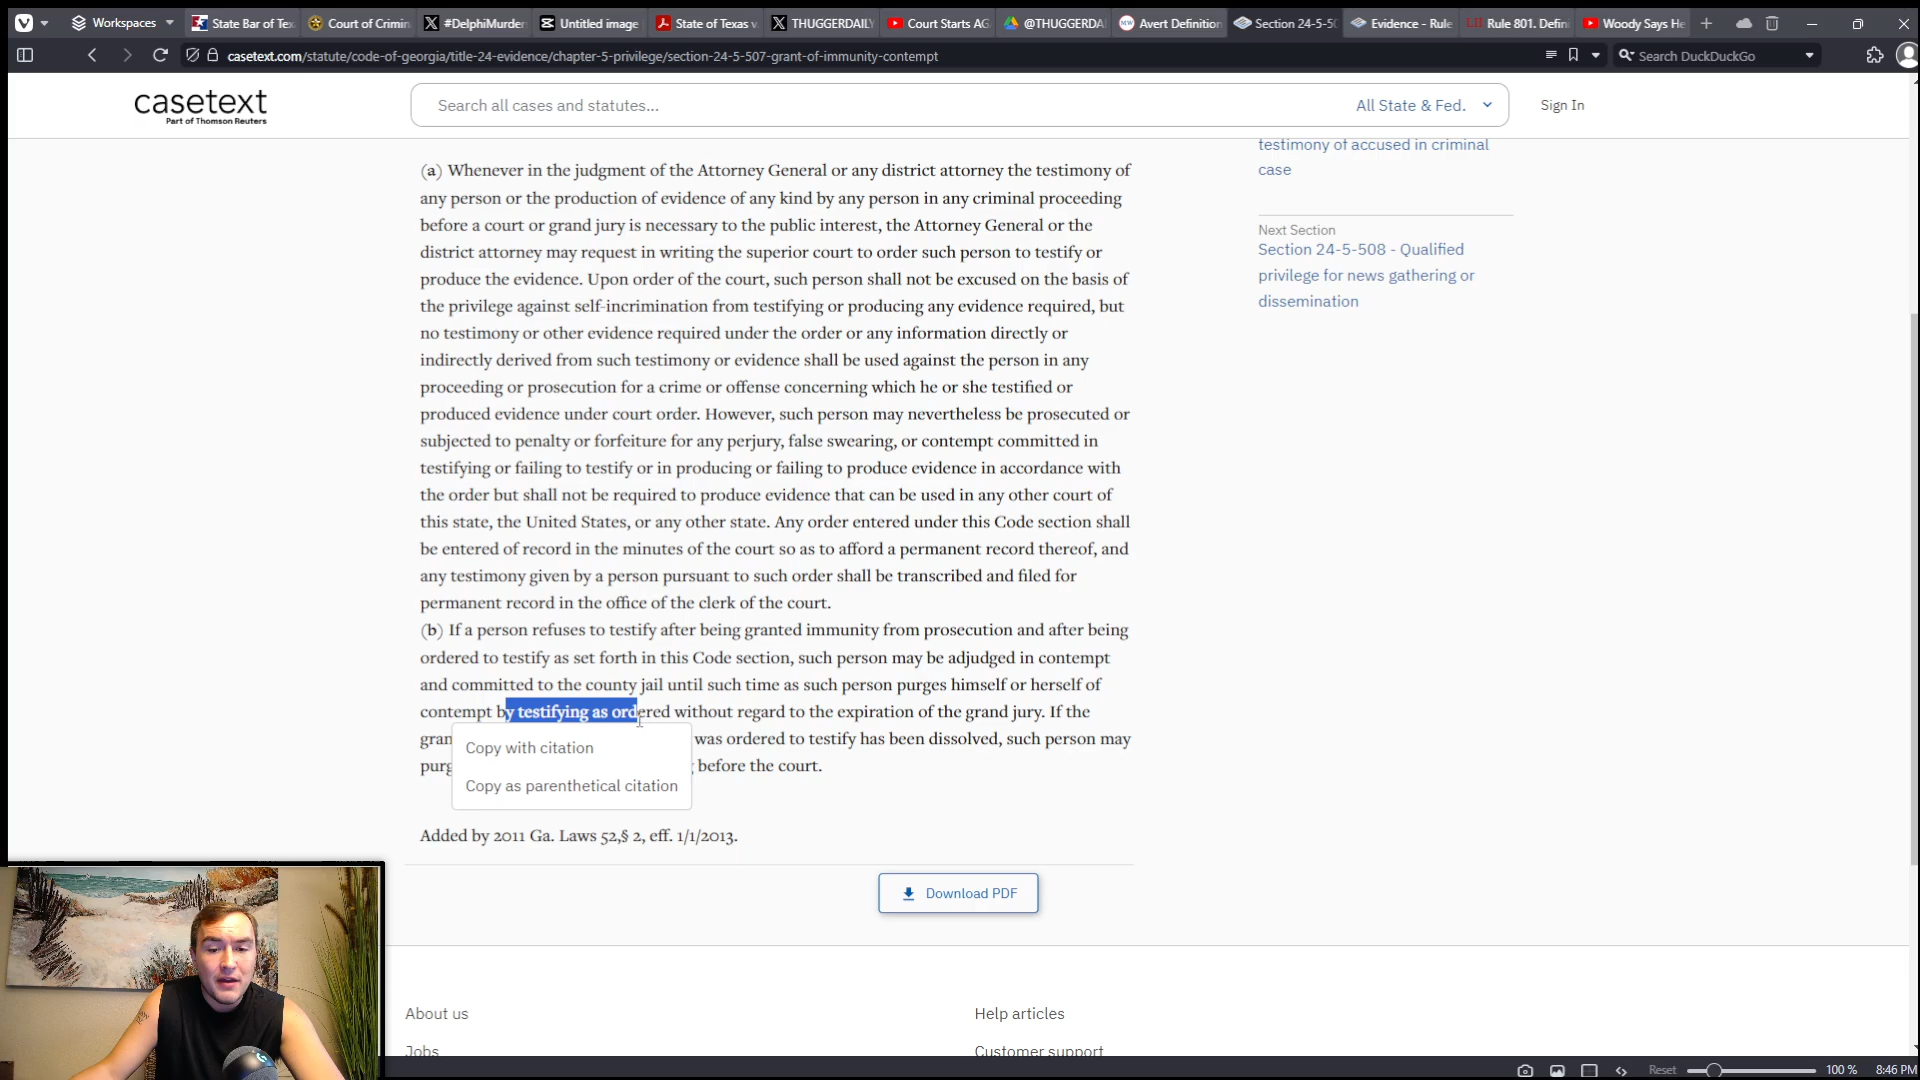 Workspaces
State Bar of Tex
Court of Crimin
#DelphiMurder
Untitled image
State of Texas v
THUGGERDAILY
Court Starts AG
@THUGGERDA
Avert Definition
Section 24-5-50
Evidence - Rule
Rule 801. Defini
Woody Says He
casetext.com/statute/code-of-georgia/title-24-evidence/chapter-5-privilege/section-24-5-507-grant-of-immunity-contempt
Search DuckDuckGo
casetext
Part of Thomson Reuters
Search all cases and statutes...
All State & Fed.
Sign In
(a) Whenever in the judgment of the Attorney General or any district attorney the testimony of
any person or the production of evidence of any kind by any person in any criminal proceeding
before a court or grand jury is necessary to the public interest, the Attorney General or the
district attorney may request in writing the superior court to order such person to testify or
produce the evidence. Upon order of the court, such person shall not be excused on the basis of
the privilege against self-incrimination from testifying or producing any evidence required, but
no testimony or other evidence required under the order or any information directly or
indirectly derived from such testimony or evidence shall be used against the person in any
proceeding or prosecution for a crime or offense concerning which he or she testified or
produced evidence under court order. However, such person may nevertheless be prosecuted or
subjected to penalty or forfeiture for any perjury, false swearing, or contempt committed in
testifying or failing to testify or in producing or failing to produce evidence in accordance with
the order but shall not be required to produce evidence that can be used in any other court of
this state, the United States, or any other state. Any order entered under this Code section shall
be entered of record in the minutes of the court so as to afford a permanent record thereof, and
any testimony given by a person pursuant to such order shall be transcribed and filed for
permanent record in the office of the clerk of the court.
(b) If a person refuses to testify after being granted immunity from prosecution and after being
ordered to testify as set forth in this Code section, such person may be adjudged in contempt
and committed to the county jail until such time as such person purges himself or herself of
contempt by testifying as ordered without regard to the expiration of the grand jury. If the
gran was ordered to testify has been dissolved, such person may
purg before the court.
Copy with citation
Copy as parenthetical citation
Added by 2011 Ga. Laws 52,§ 2, eff. 1/1/2013.
Download PDF
testimony of accused in criminal
case
Next Section
Section 24-5-508 - Qualified
privilege for news gathering or
dissemination
About us
Help articles
Jobs
Customer support
Reset
100 %
8:46 PM